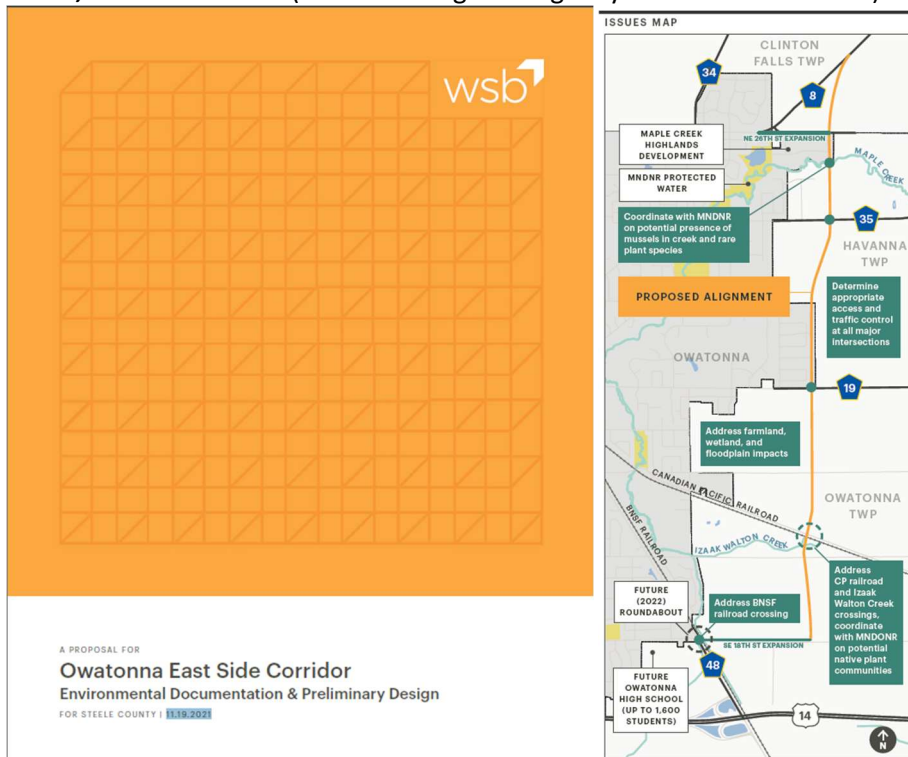 wsb
A PROPOSAL FOR
Owatonna East Side Corridor
Environmental Documentation & Preliminary Design
FOR STEELE COUNTY | 11.19.2021
ISSUES MAP
CLINTON
FALLS TWP
34
8
NE 26TH ST EXPANSION
MAPLE CREEK
HIGHLANDS
DEVELOPMENT
MAPLE
CREEK
MNDNR PROTECTED
WATER
Coordinate with MNDNR
on potential presence of
mussels in creek and rare
plant species
35
HAVANNA
TWP
PROPOSED ALIGNMENT
Determine
appropriate
access and
traffic control
at all major
intersections
OWATONNA
19
Address farmland,
wetland, and
floodplain impacts
CANADIAN PACIFIC RAILROAD
OWATONNA
TWP
BNSF RAILROAD
IZAAK WALTON CREEK
FUTURE
(2022)
ROUNDABOUT
Address BNSF
railroad crossing
Address
CP railroad
and Izaak
Walton Creek
crossings,
coordinate
with MNDONR
on potential
native plant
communities
SE 18TH ST EXPANSION
48
FUTURE
OWATONNA
HIGH SCHOOL
(UP TO 1,600
STUDENTS)
14
N